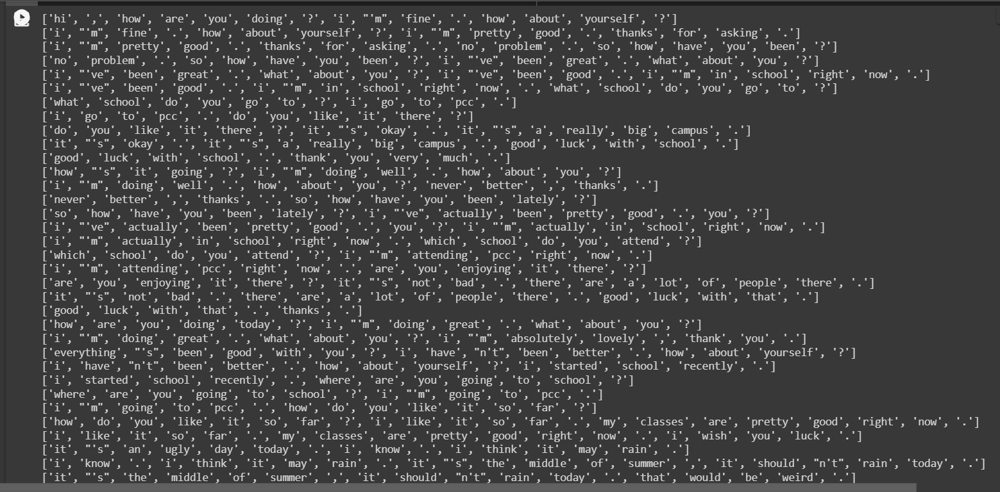 ['hi', ',', 'how', 'are', 'you', 'doing', '?', 'i', "'m", 'fine', '.', 'how', 'about', 'yourself', '?']
['i', "'m", 'fine', '.', 'how', 'about', 'yourself', '?', 'i', "'m", 'pretty', 'good', '.', 'thanks', 'for', 'asking', '.']
['i', "'m", 'pretty', 'good', '.', 'thanks', 'for', 'asking', '.', 'no', 'problem', '.', 'so', 'how', 'have', 'you', 'been', '?']
['no', 'problem', '.', 'so', 'how', 'have', 'you', 'been', '?', 'i', "'ve", 'been', 'great', '.', 'what', 'about', 'you', '?']
['i', "'ve", 'been', 'great', '.', 'what', 'about', 'you', '?', 'i', "'ve", 'been', 'good', '.', 'i', "'m", 'in', 'school', 'right', 'now', '.']
['i', "'ve", 'been', 'good', '.', 'i', "'m", 'in', 'school', 'right', 'now', '.', 'what', 'school', 'do', 'you', 'go', 'to', '?']
['what', 'school', 'do', 'you', 'go', 'to', '?', 'i', 'go', 'to', 'pcc', '.']
['i', 'go', 'to', 'pcc', '.', 'do', 'you', 'like', 'it', 'there', '?']
['do', 'you', 'like', 'it', 'there', '?', 'it', "'s", 'okay', '.', 'it', "'s", 'a', 'really', 'big', 'campus', '.']
['it', "'s", 'okay', '.', 'it', "'s", 'a', 'really', 'big', 'campus', '.', 'good', 'luck', 'with', 'school', '.']
['good', 'luck', 'with', 'school', '.', 'thank', 'you', 'very', 'much', '.']
['how', "'s", 'it', 'going', '?', 'i', "'m", 'doing', 'well', '.', 'how', 'about', 'you', '?']
['i', "'m", 'doing', 'well', '.', 'how', 'about', 'you', '?', 'never', 'better', ',', 'thanks', '.']
['never', 'better', ',', 'thanks', '.', 'so', 'how', 'have', 'you', 'been', 'lately', '?']
['so', 'how', 'have', 'you', 'been', 'lately', '?', 'i', "'ve", 'actually', 'been', 'pretty', 'good', '.', 'you', '?']
['i', "'ve", 'actually', 'been', 'pretty', 'good', '.', 'you', '?', 'i', "'m", 'actually', 'in', 'school', 'right', 'now', '.']
['i', "'m", 'actually', 'in', 'school', 'right', 'now', '.', 'which', 'school', 'do', 'you', 'attend', '?']
['which', 'school', 'do', 'you', 'attend', '?', 'i', "'m", 'attending', 'pcc', 'right', 'now', '.']
['i', "'m", 'attending', 'pcc', 'right', 'now', '.', 'are', 'you', 'enjoying', 'it', 'there', '?']
['are', 'you', 'enjoying', 'it', 'there', '?', 'it', "'s", 'not', 'bad', '.', 'there', 'are', 'a', 'lot', 'of', 'people', 'there', '.']
['it', "'s", 'not', 'bad', '.', 'there', 'are', 'a', 'lot', 'of', 'people', 'there', '.', 'good', 'luck', 'with', 'that', '.']
['good', 'luck', 'with', 'that', '.', 'thanks', '.']
['how', 'are', 'you', 'doing', 'today', '?', 'i', "'m", 'doing', 'great', '.', 'what', 'about', 'you', '?']
['i', "'m", 'doing', 'great', '.', 'what', 'about', 'you', '?', 'i', "'m", 'absolutely', 'lovely', ',', 'thank', 'you', '.']
['everything', "'s", 'been', 'good', 'with', 'you', '?', 'i', 'have', "n't", 'been', 'better', '.', 'how', 'about', 'yourself', '?']
['i', 'have', "n't", 'been', 'better', '.', 'how', 'about', 'yourself', '?', 'i', 'started', 'school', 'recently', '.']
['i', 'started', 'school', 'recently', '.', 'where', 'are', 'you', 'going', 'to', 'school', '?']
['where', 'are', 'you', 'going', 'to', 'school', '?', 'i', "'m", 'going', 'to', 'pcc', '.']
['i', "'m", 'going', 'to', 'pcc', '.', 'how', 'do', 'you', 'like', 'it', 'so', 'far', '?']
['how', 'do', 'you', 'like', 'it', 'so', 'far', '?', 'i', 'like', 'it', 'so', 'far', '.', 'my', 'classes', 'are', 'pretty', 'good', 'right', 'now', '.']
['i', 'like', 'it', 'so', 'far', '.', 'my', 'classes', 'are', 'pretty', 'good', 'right', 'now', '.', 'i', 'wish', 'you', 'luck', '.']
['it', "'s", 'an', 'ugly', 'day', 'today', '.', 'i', 'know', '.', 'i', 'think', 'it', 'may', 'rain', '.']
['i', 'know', '.', 'i', 'think', 'it', 'may', 'rain', '.', 'it', "'s", 'the', 'middle', 'of', 'summer', ',', 'it', 'should', "n't", 'rain', 'today', '.']
['it', "'s", 'the', 'middle', 'of', 'summer', ',', 'it', 'should', "n't", 'rain', 'today', '.', 'that', 'would', 'be', 'weird', '.']